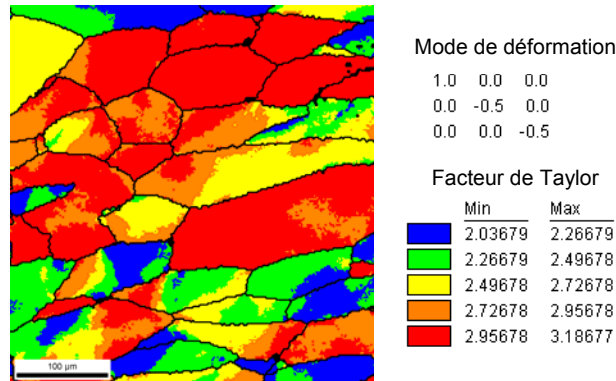 Mode de déformation
1.0 0.0 0.0
0.0 -0.5 0.0
0.0 0.0 -0.5
Facteur de Taylor
Min Max
2.03679 2.26679
2.26679 2.49678
2.49678 2.72678
2.72678 2.95678
2.95678 3.18677
100 µm